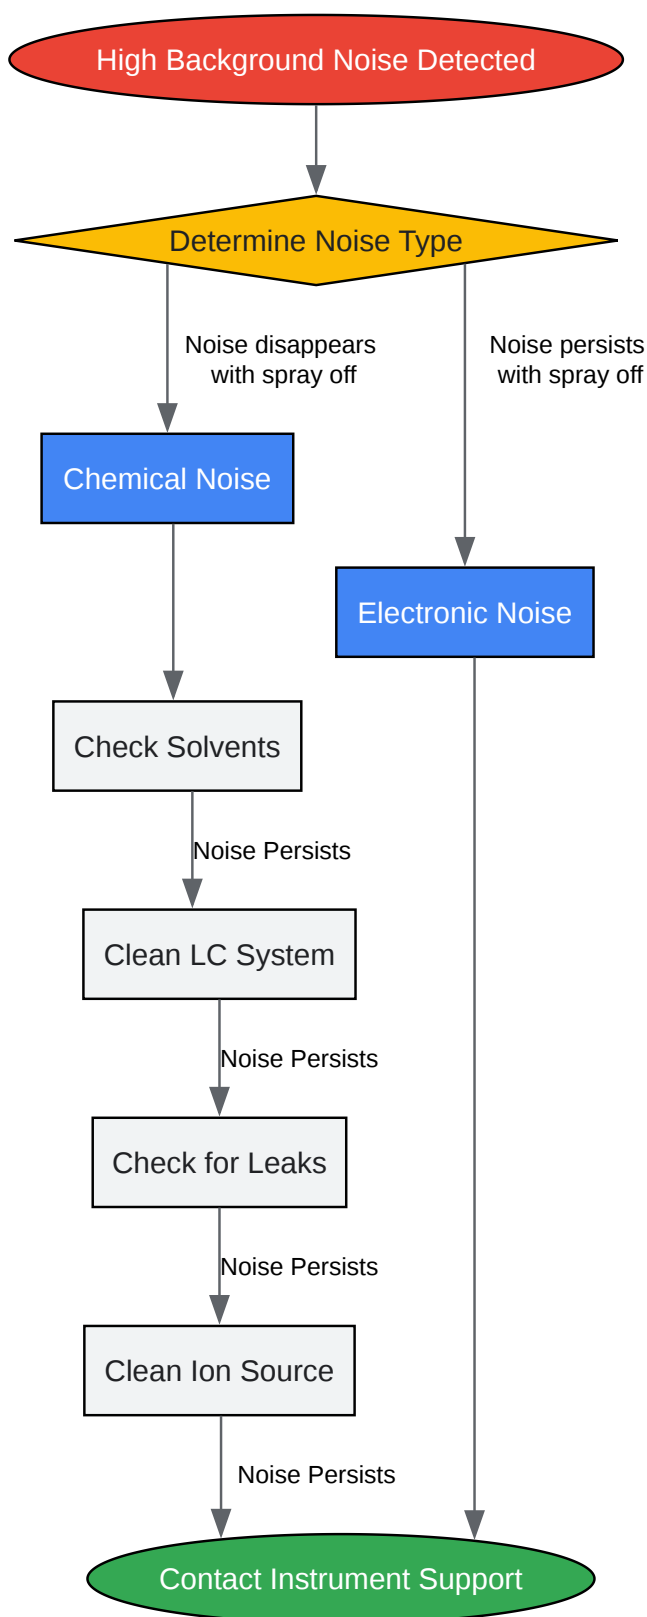 High Background Noise Detected
Determine Noise Type
Noise disappears
with spray off
Noise persists
with spray off
Chemical Noise
Electronic Noise
Check Solvents
Noise Persists
Clean LC System
Noise Persists
Check for Leaks
Noise Persists
Clean Ion Source
Noise Persists
Contact Instrument Support